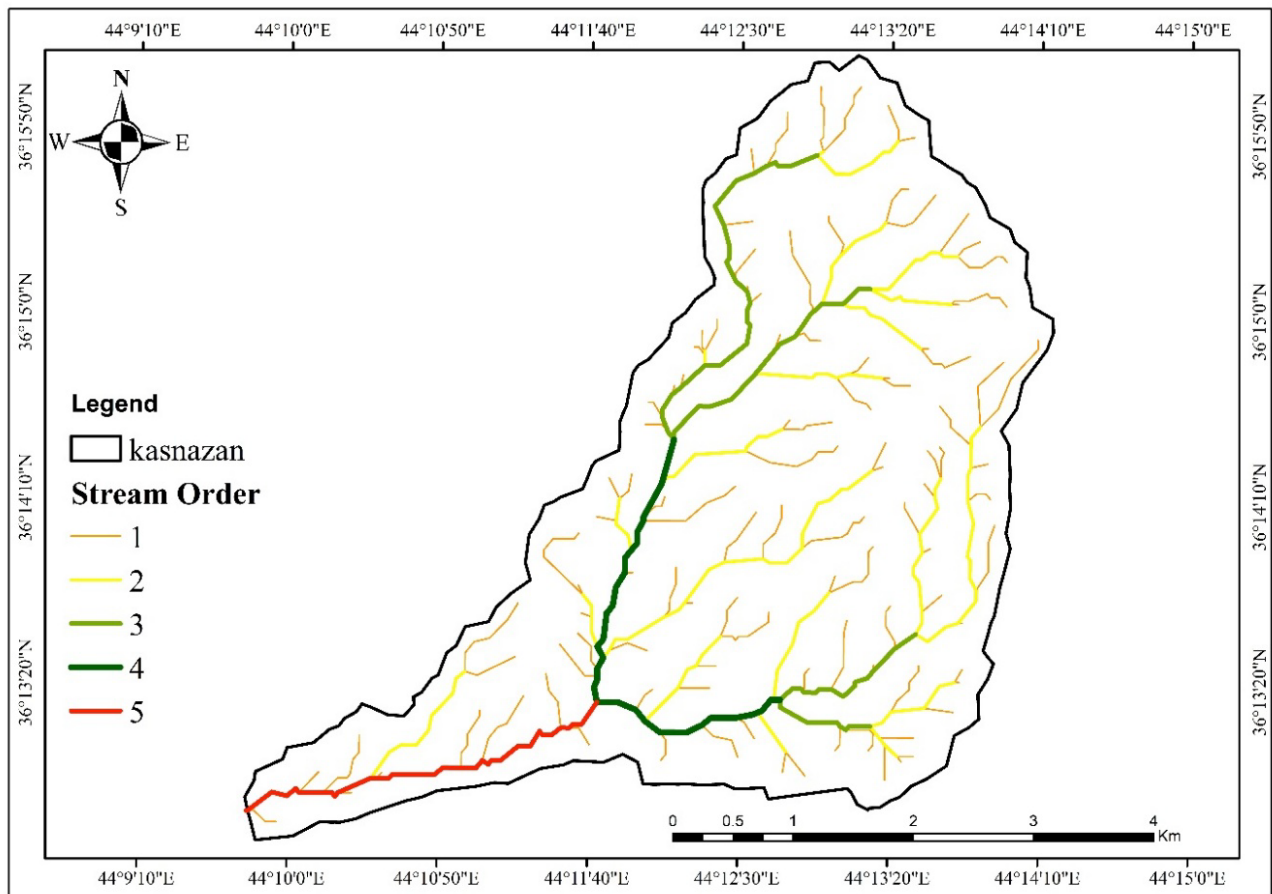 44°9'10"E 44°10'0"E 44°10'50"E 44°11'40"E 44°12'30"E 44°13'20"E 44°14'10"E 44°15'0"E
N
W E
S
36°15'50"N 36°15'50"N
36°15'0"N 36°15'0"N
Legend
kasnazan
Stream Order
36°14'10"N 36°14'10"N
1
2
3
4
5
36°13'20"N 36°13'20"N
0 0.5 1 2 3 4
Km
44°9'10"E 44°10'0"E 44°10'50"E 44°11'40"E 44°12'30"E 44°13'20"E 44°14'10"E 44°15'0"E